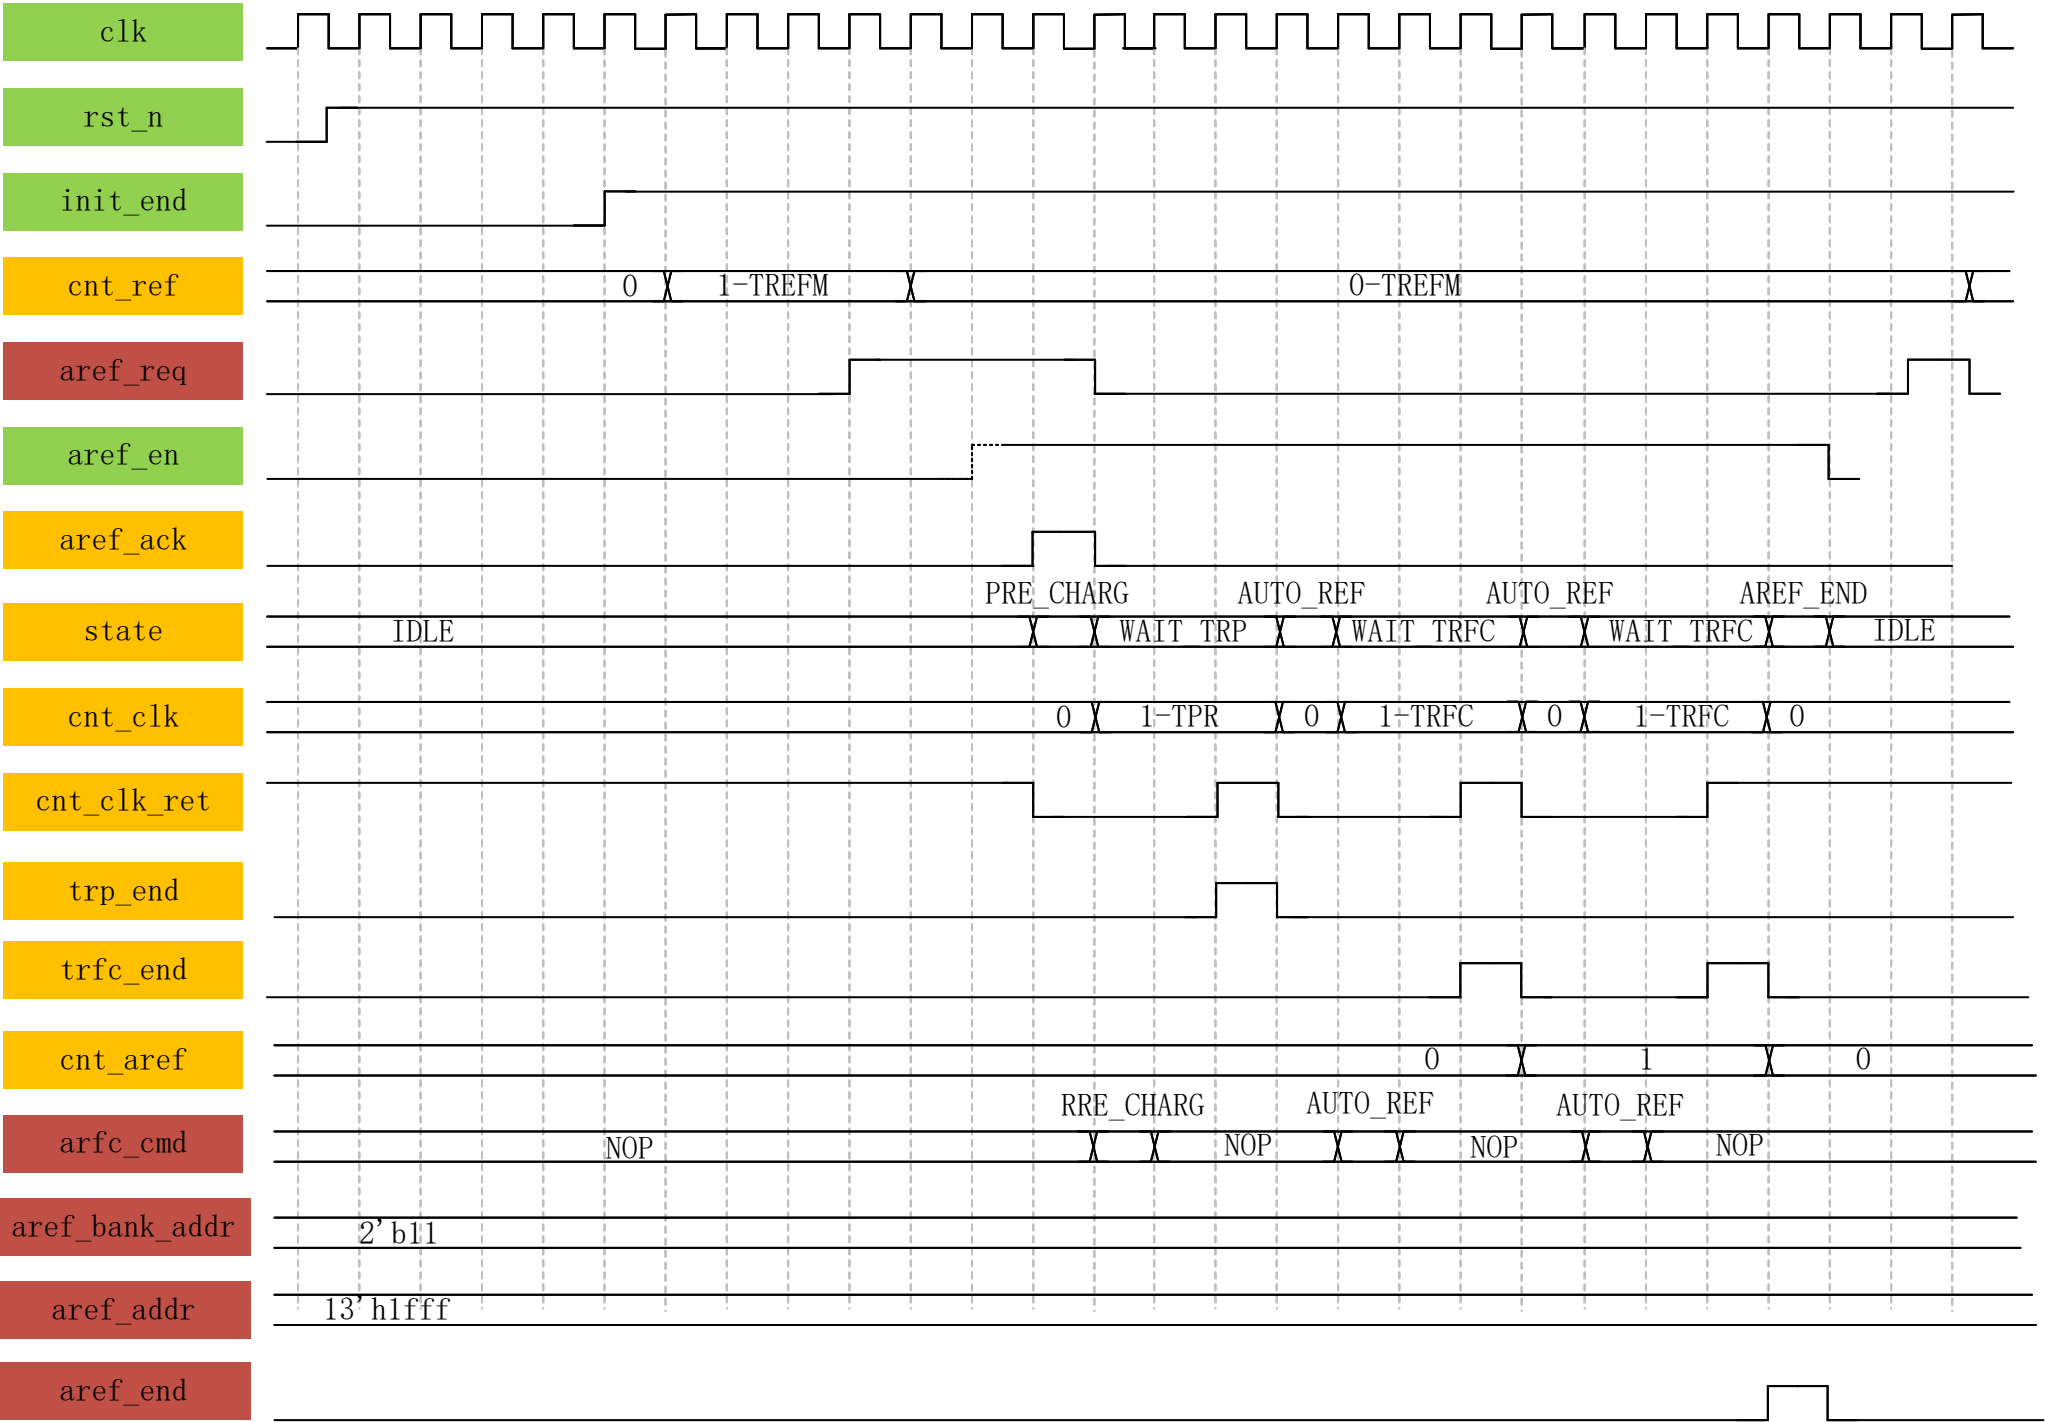 clk
rst_n
init_end
cnt_ref 0 1-TREFM 0-TREFM
aref_req
aref_en
aref_ack
PRE_CHARG AUTO_REF AUTO_REF AREF_END
state IDLE WAIT_TRP WAIT_TRFC WAIT_TRFC IDLE
cnt_clk 0 1-TPR 0 1-TRFC 0 1-TRFC 0
cnt_clk_ret
trp_end
trfc_end
cnt_aref 0 1 0
RRE_CHARG AUTO_REF AUTO_REF
arfc_cmd NOP NOP NOP NOP
aref_bank_addr 2'b11
aref_addr 13'h1fff
aref_end